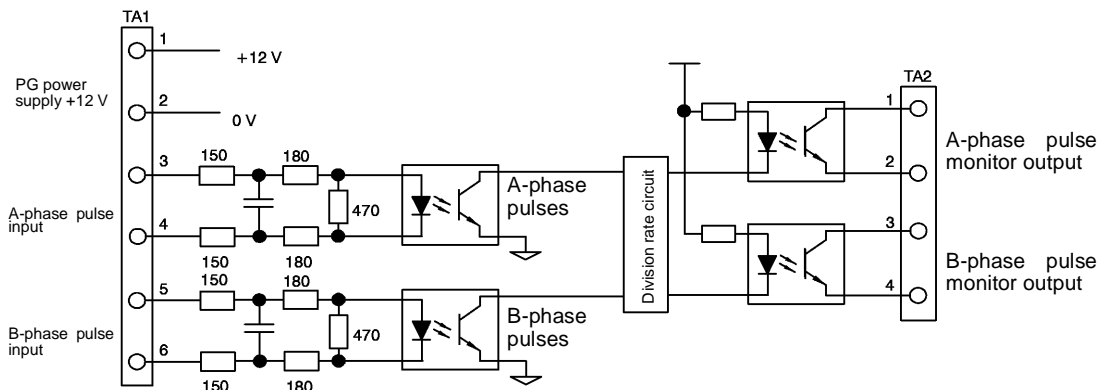 TA1
1
+12 V
PG power
supply +12 V
2
0 V
3
150
180
A-phase pulse
input
470
4
150
180
A-phase
pulses
5
150
180
B-phase pulse
input
470
6
150
180
B-phase
pulses
Division rate circuit
TA2
1
2
A-phase pulse
monitor output
3
4
B-phase pulse
monitor output